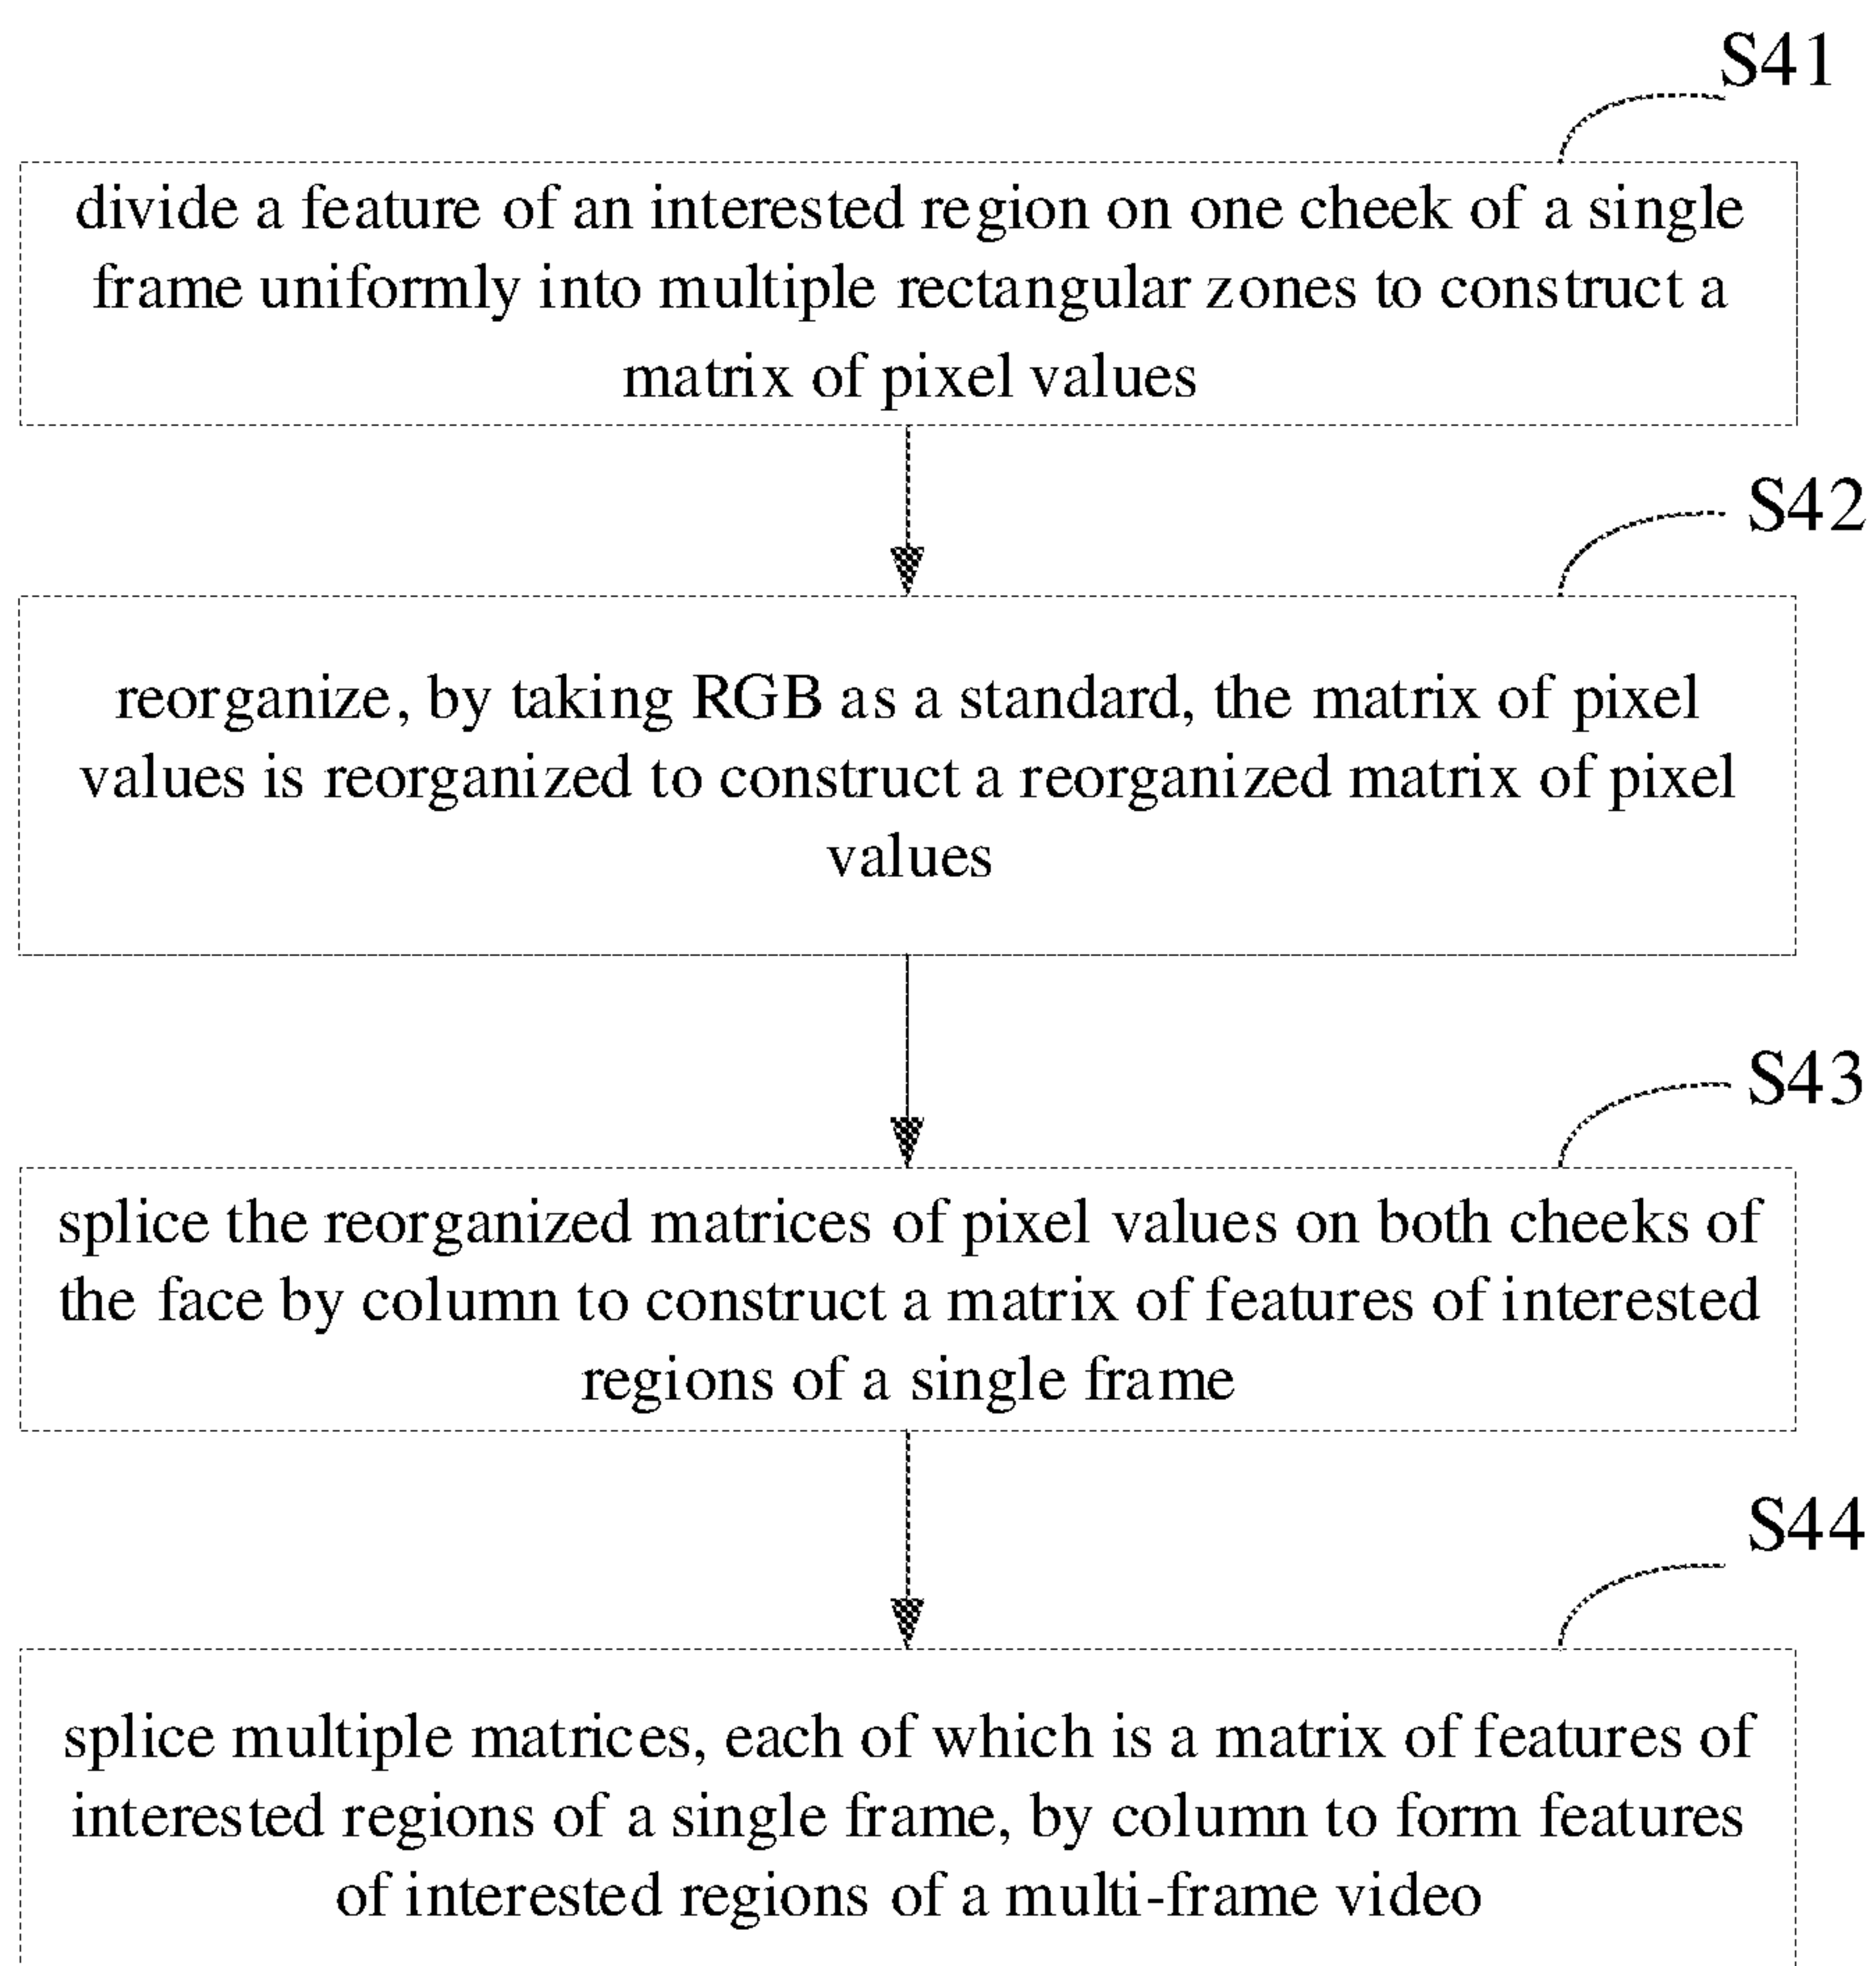 S41
divide a feature of an interested region on one cheek of a single
frame uniformly into multiple rectangular zones to construct a
matrix of pixel values
S42
reorganize, by taking RGB as a standard, the matrix of pixel
values is reorganized to construct a reorganized matrix of pixel
values
S43
splice the reorganized matrices of pixel values on both cheeks of
the face by column to construct a matrix of features of interested
regions of a single frame
S44
splice multiple matrices, each of which is a matrix of features of
interested regions of a single frame, by column to form features
of interested regions of a multi-frame video